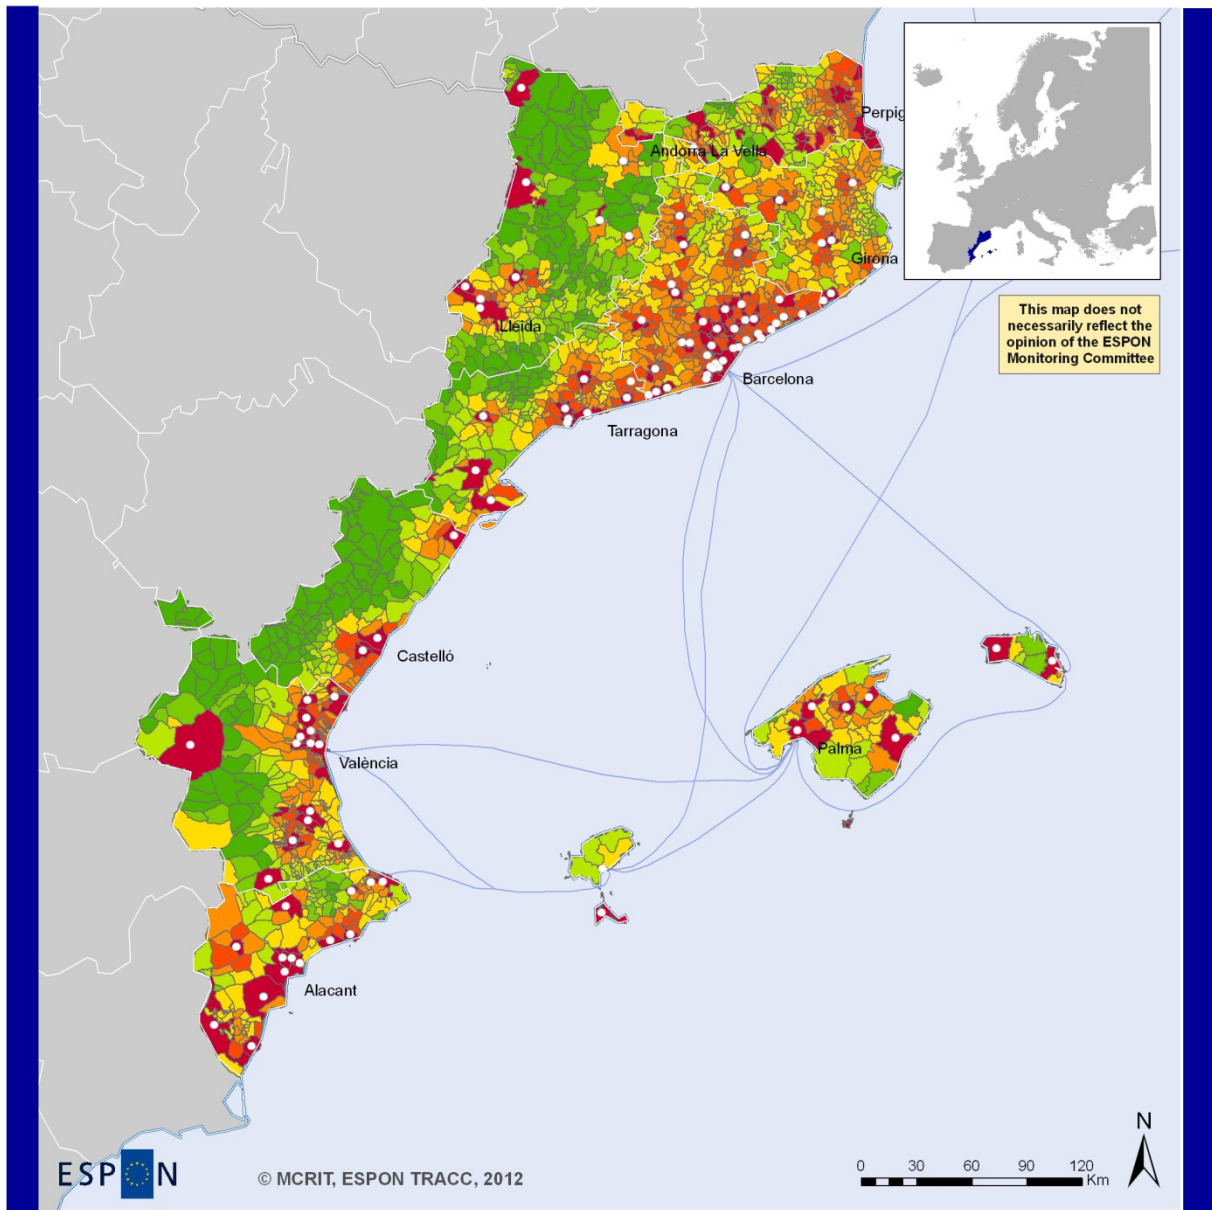 Perpig
Andorra La Vella
Girona
This map does not
necessarily reflect the
opinion of the ESPON
Monitoring Committee
Lleida
Barcelona
Tarragona
Castelló
Palma
València
Alacant
N
ESPON
© MCRIT, ESPON TRACC, 2012
0 30 60 90 120
Km